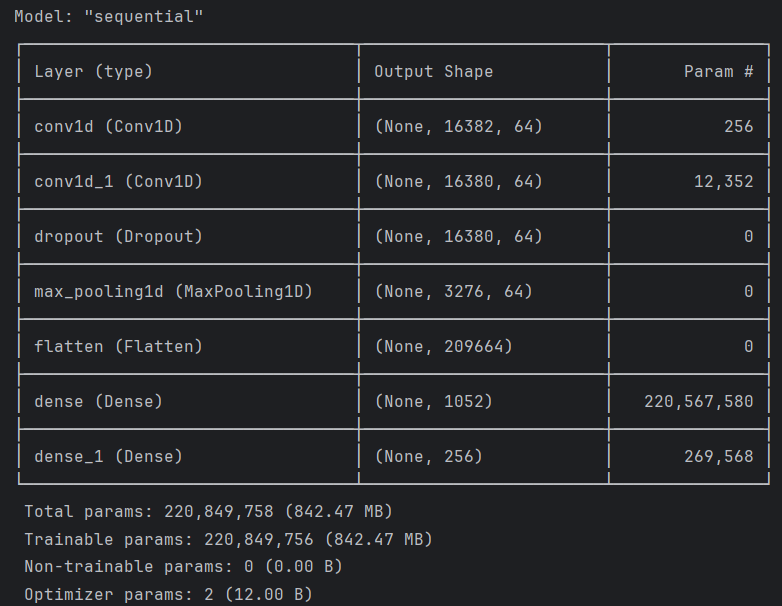 Model: "sequential"
Layer (type) Output Shape Param #
conv1d (Conv1D) (None, 16382, 64) 256
conv1d_1 (Conv1D) (None, 16380, 64) 12,352
dropout (Dropout) (None, 16380, 64) 0
max_pooling1d (MaxPooling1D) (None, 3276, 64) 0
flatten (Flatten) (None, 209664) 0
dense (Dense) (None, 1052) 220,567,580
dense_1 (Dense) (None, 256) 269,568
Total params: 220,849,758 (842.47 MB)
Trainable params: 220,849,756 (842.47 MB)
Non-trainable params: 0 (0.00 B)
Optimizer params: 2 (12.00 B)